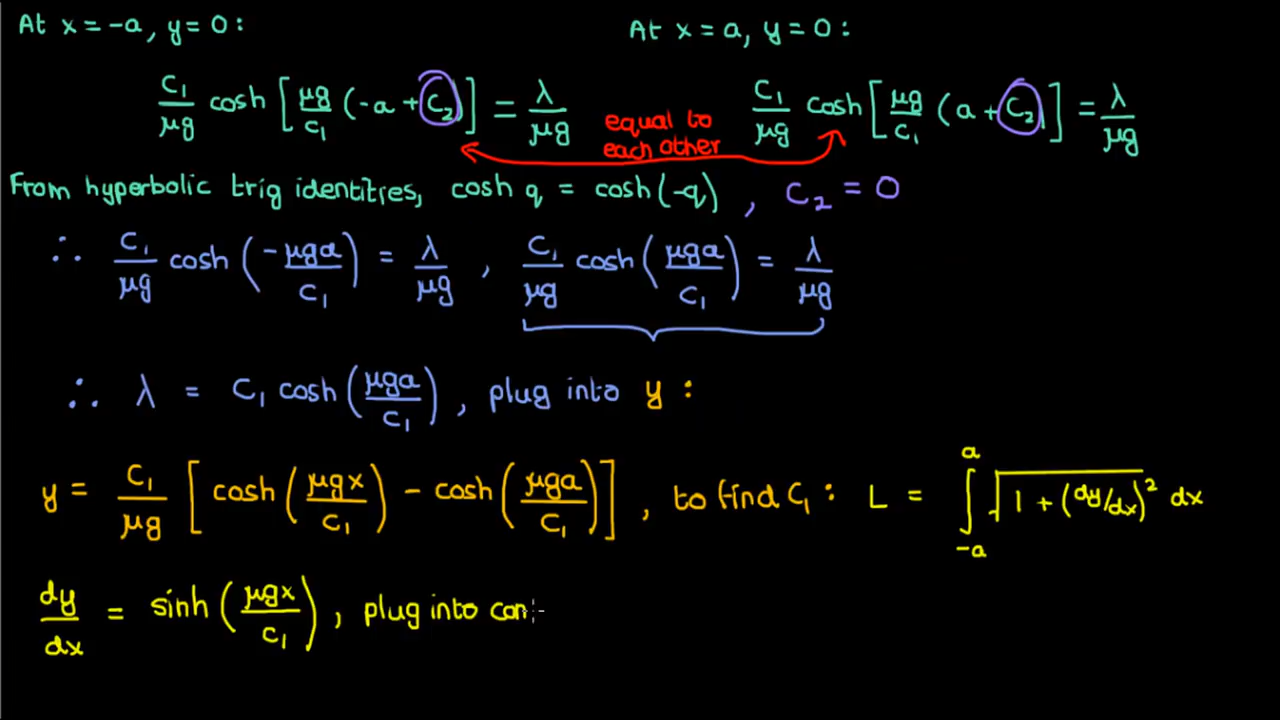 At x = -a, y = 0 : At x = a, y = 0 :
C₁/μg cosh [ μg/C₁ (-a + C₂) ] = λ/μg C₁/μg cosh [ μg/C₁ (a + C₂) ] = λ/μg
equal to
each other
From hyperbolic trig identitres, cosh q = cosh(-q) , C₂ = 0
∴ C₁/μg cosh ( -μga/C₁ ) = λ/μg , C₁/μg cosh ( μga/C₁ ) = λ/μg
∴ λ = C₁ cosh ( μga/C₁ ) , plug into y :
y = C₁/μg [ cosh ( μgx/C₁ ) - cosh ( μga/C₁ ) ] , to find C₁ : L = ∫₋ₐᵃ √(1 + (dy/dx)²) dx
dy/dx = sinh ( μgx/C₁ ) , plug into con